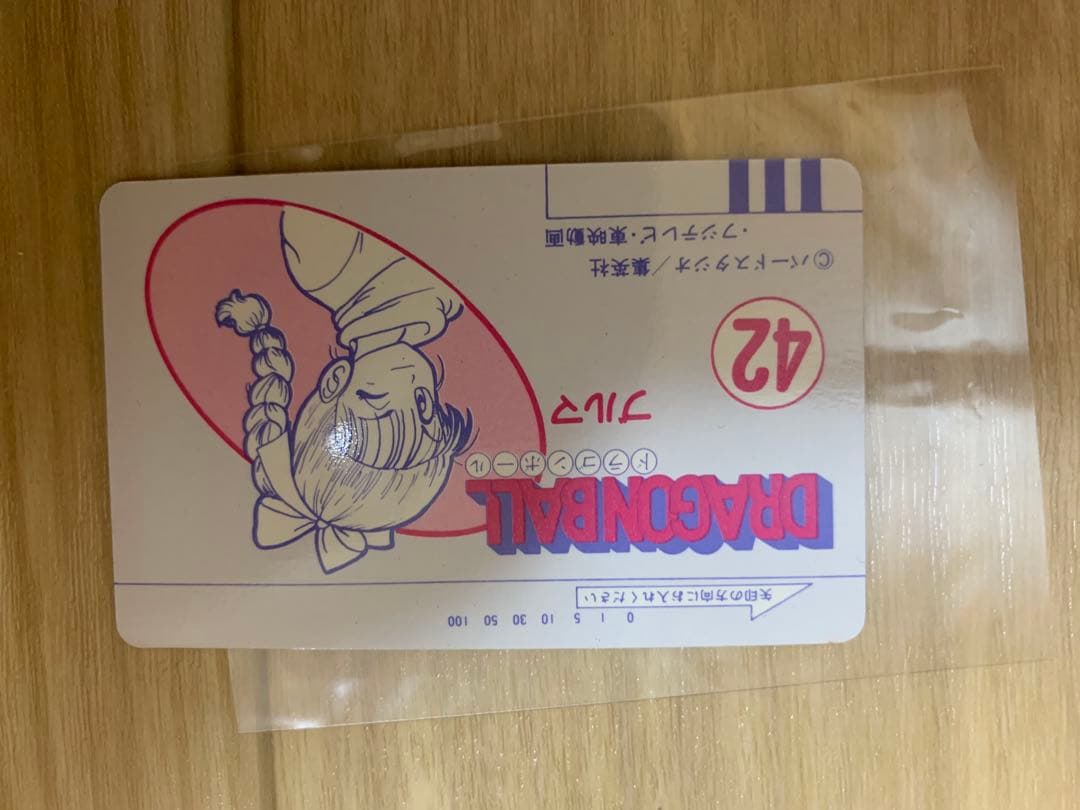 0 1 5 10 30 50 100
矢印の方向にお入れください
DRAGONBALL
ドラゴンボール
ブルマ
42
©バードスタジオ／集英社
・フジテレビ・東映動画